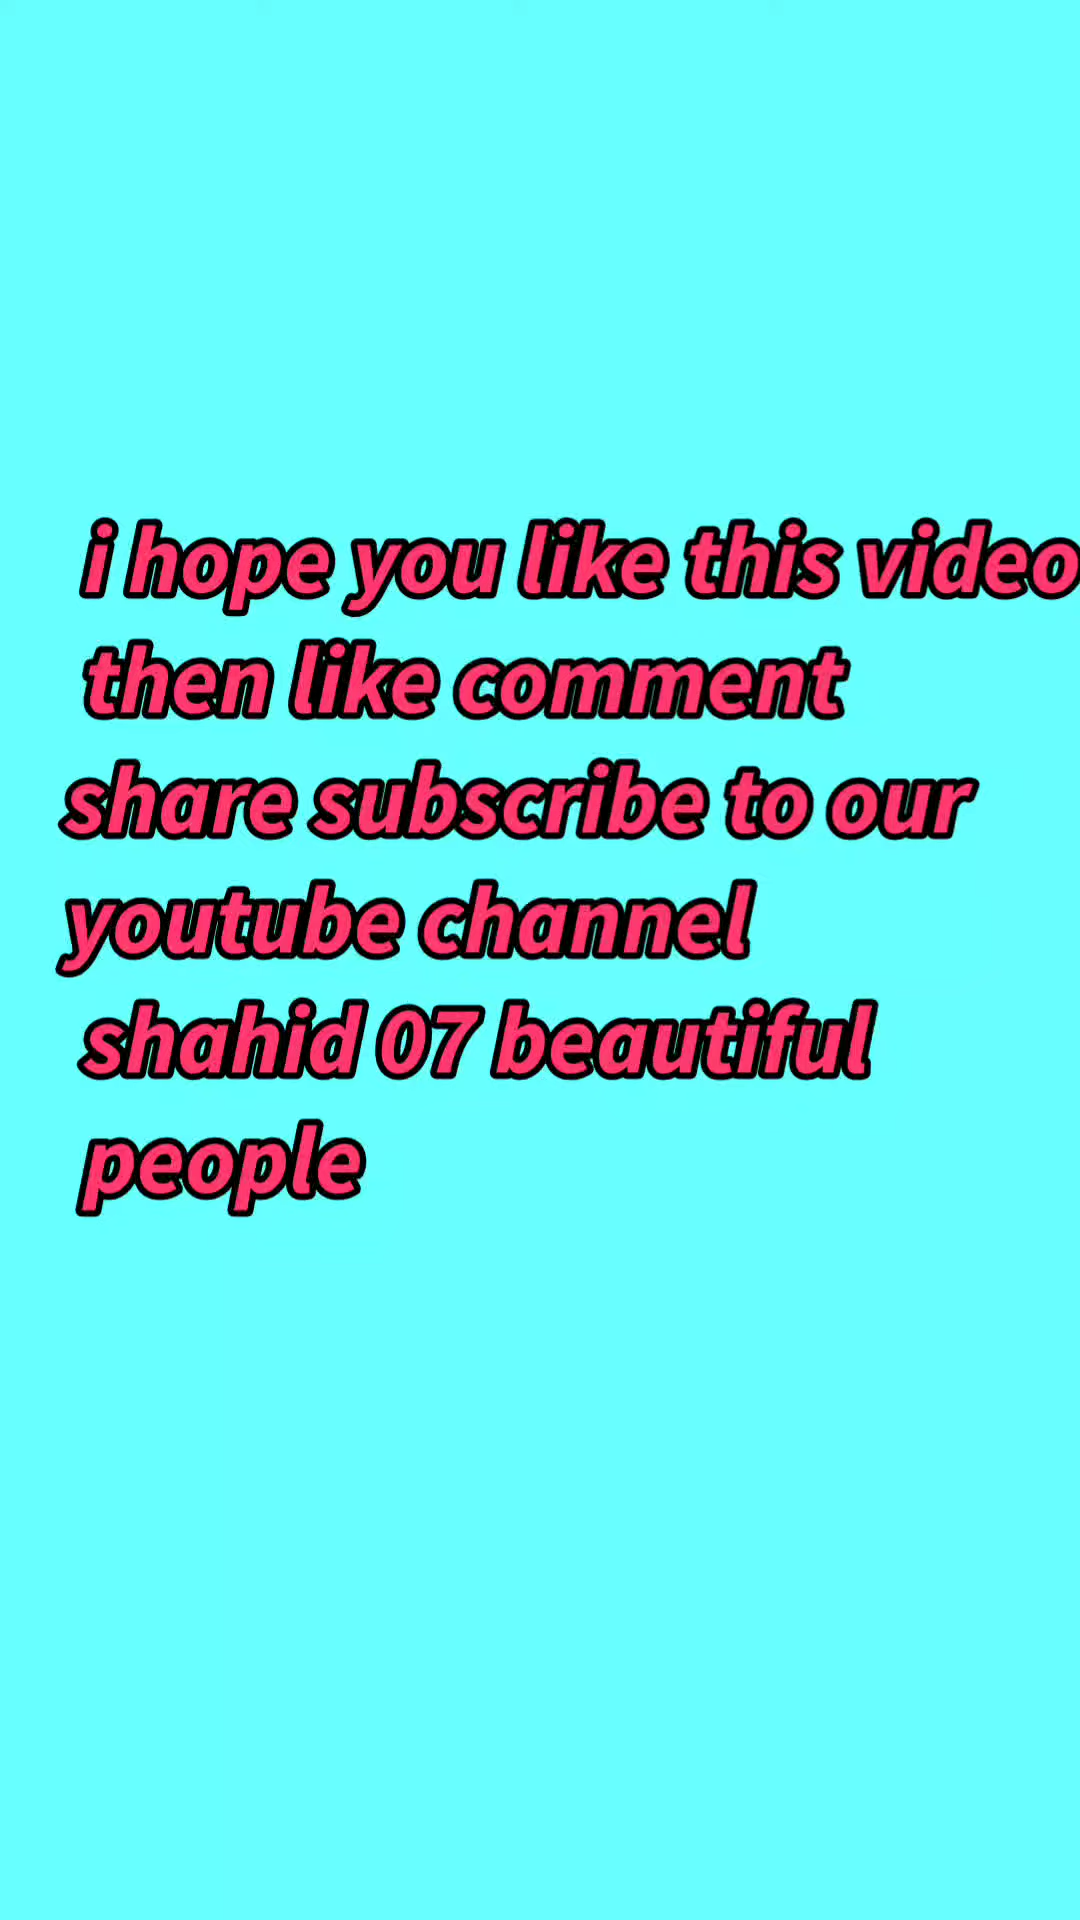 i hope you like this video
then like comment
share subscribe to our
youtube channel
shahid 07 beautiful
people